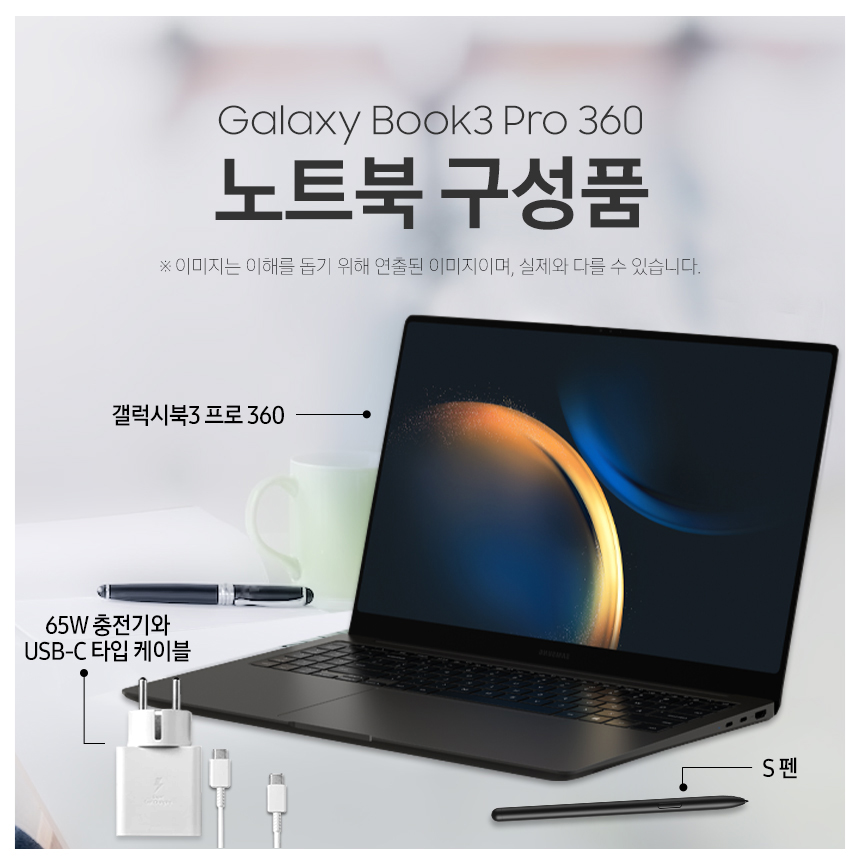 Galaxy Book3 Pro 360
노트북 구성품
※ 이미지는 이해를 돕기 위해 연출된 이미지이며, 실제와 다를 수 있습니다.
갤럭시북3 프로 360
65W 충전기와
USB-C 타입 케이블
SAMSUNG
S 펜